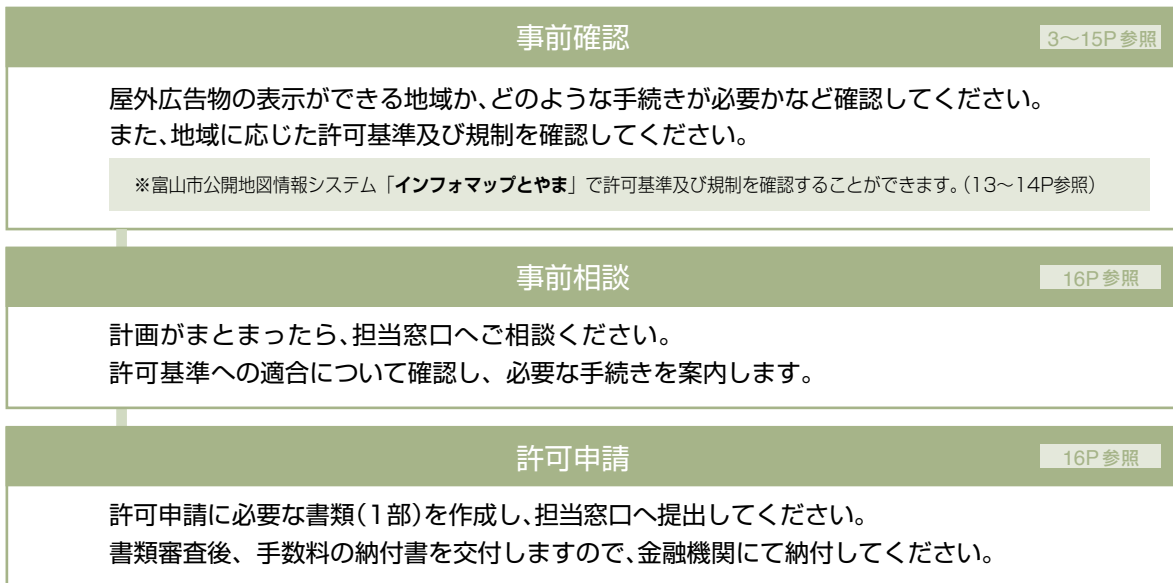 事前確認
3〜15P参照
屋外広告物の表示ができる地域か、どのような手続きが必要かなど確認してください。
また、地域に応じた許可基準及び規制を確認してください。
※富山市公開地図情報システム「インフォマップとやま」で許可基準及び規制を確認することができます。(13〜14P参照)
事前相談
16P参照
計画がまとまったら、担当窓口へご相談ください。
許可基準への適合について確認し、必要な手続きを案内します。
許可申請
16P参照
許可申請に必要な書類(1部)を作成し、担当窓口へ提出してください。
書類審査後、手数料の納付書を交付しますので、金融機関にて納付してください。